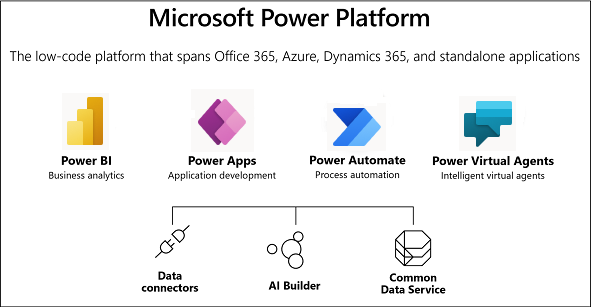 Microsoft Power Platform
The low-code platform that spans Office 365, Azure, Dynamics 365, and standalone applications
Power BI
Business analytics
Power Apps
Application development
Power Automate
Process automation
Power Virtual Agents
Intelligent virtual agents
Data
connectors
AI Builder
Common
Data Service